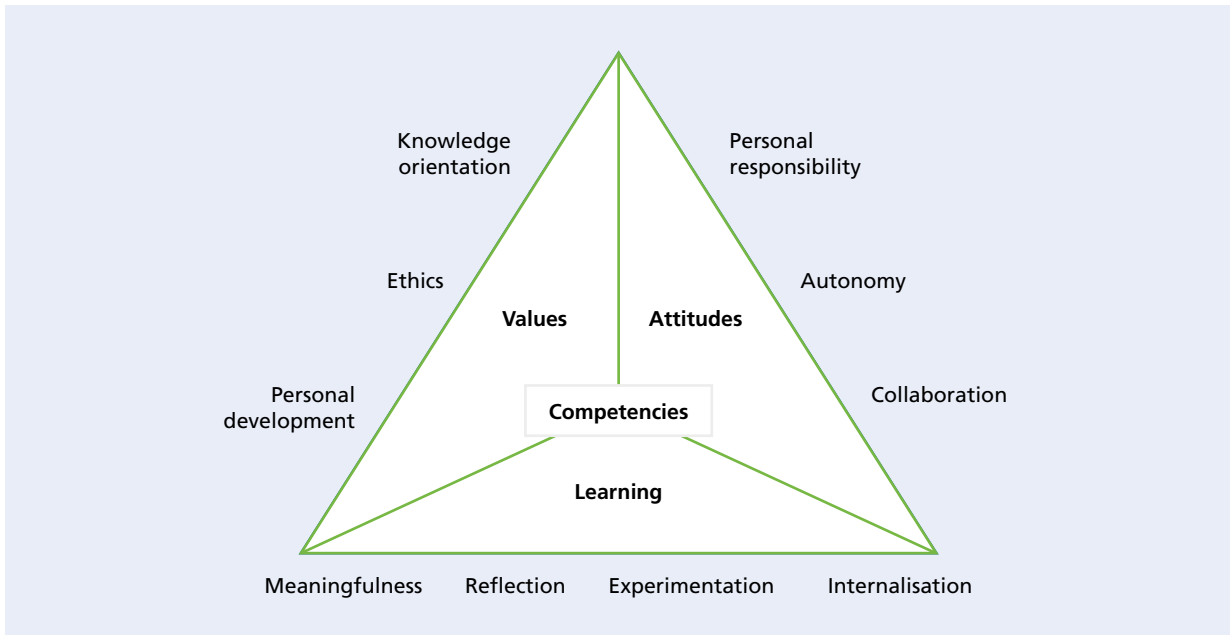 Knowledge
orientation
Personal
responsibility
Ethics
Autonomy
Values
Attitudes
Personal
development
Collaboration
Competencies
Learning
Meaningfulness
Reflection
Experimentation
Internalisation